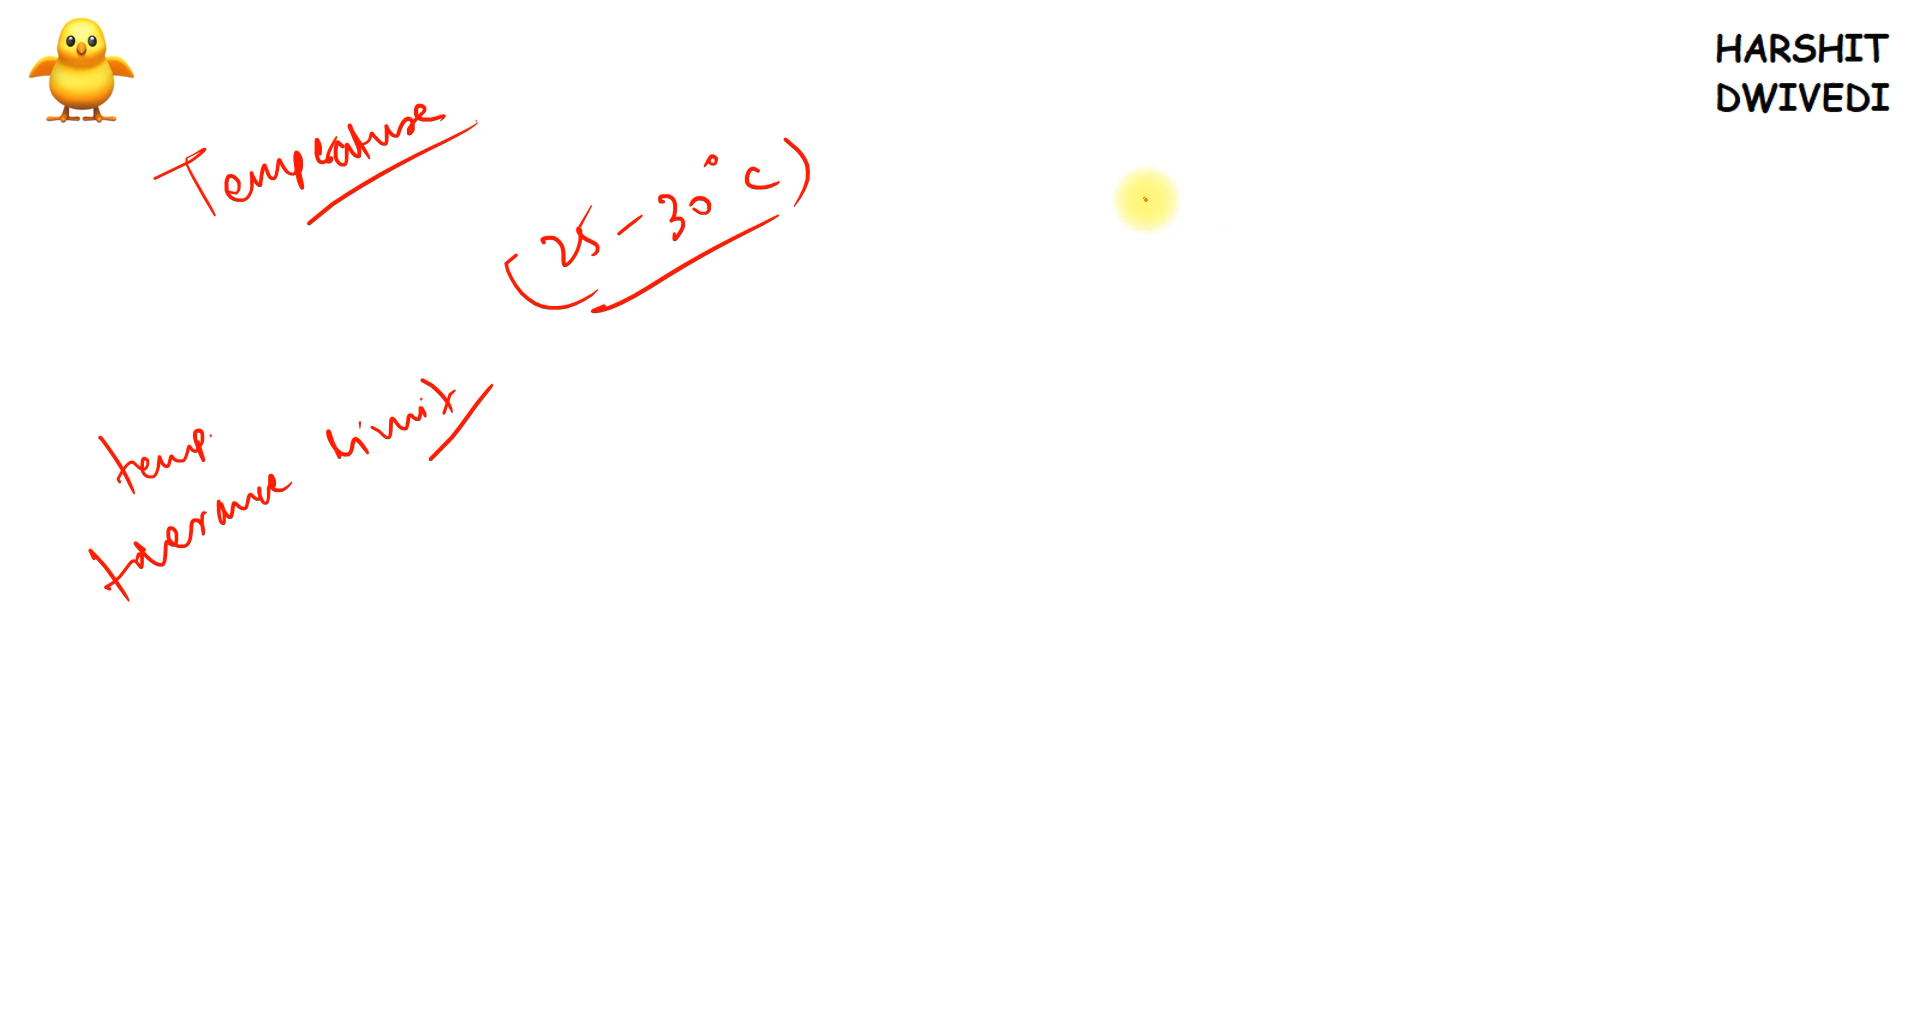 HARSHIT
DWIVEDI
Temperature
(25-30°C)
temp.
tolerance limit